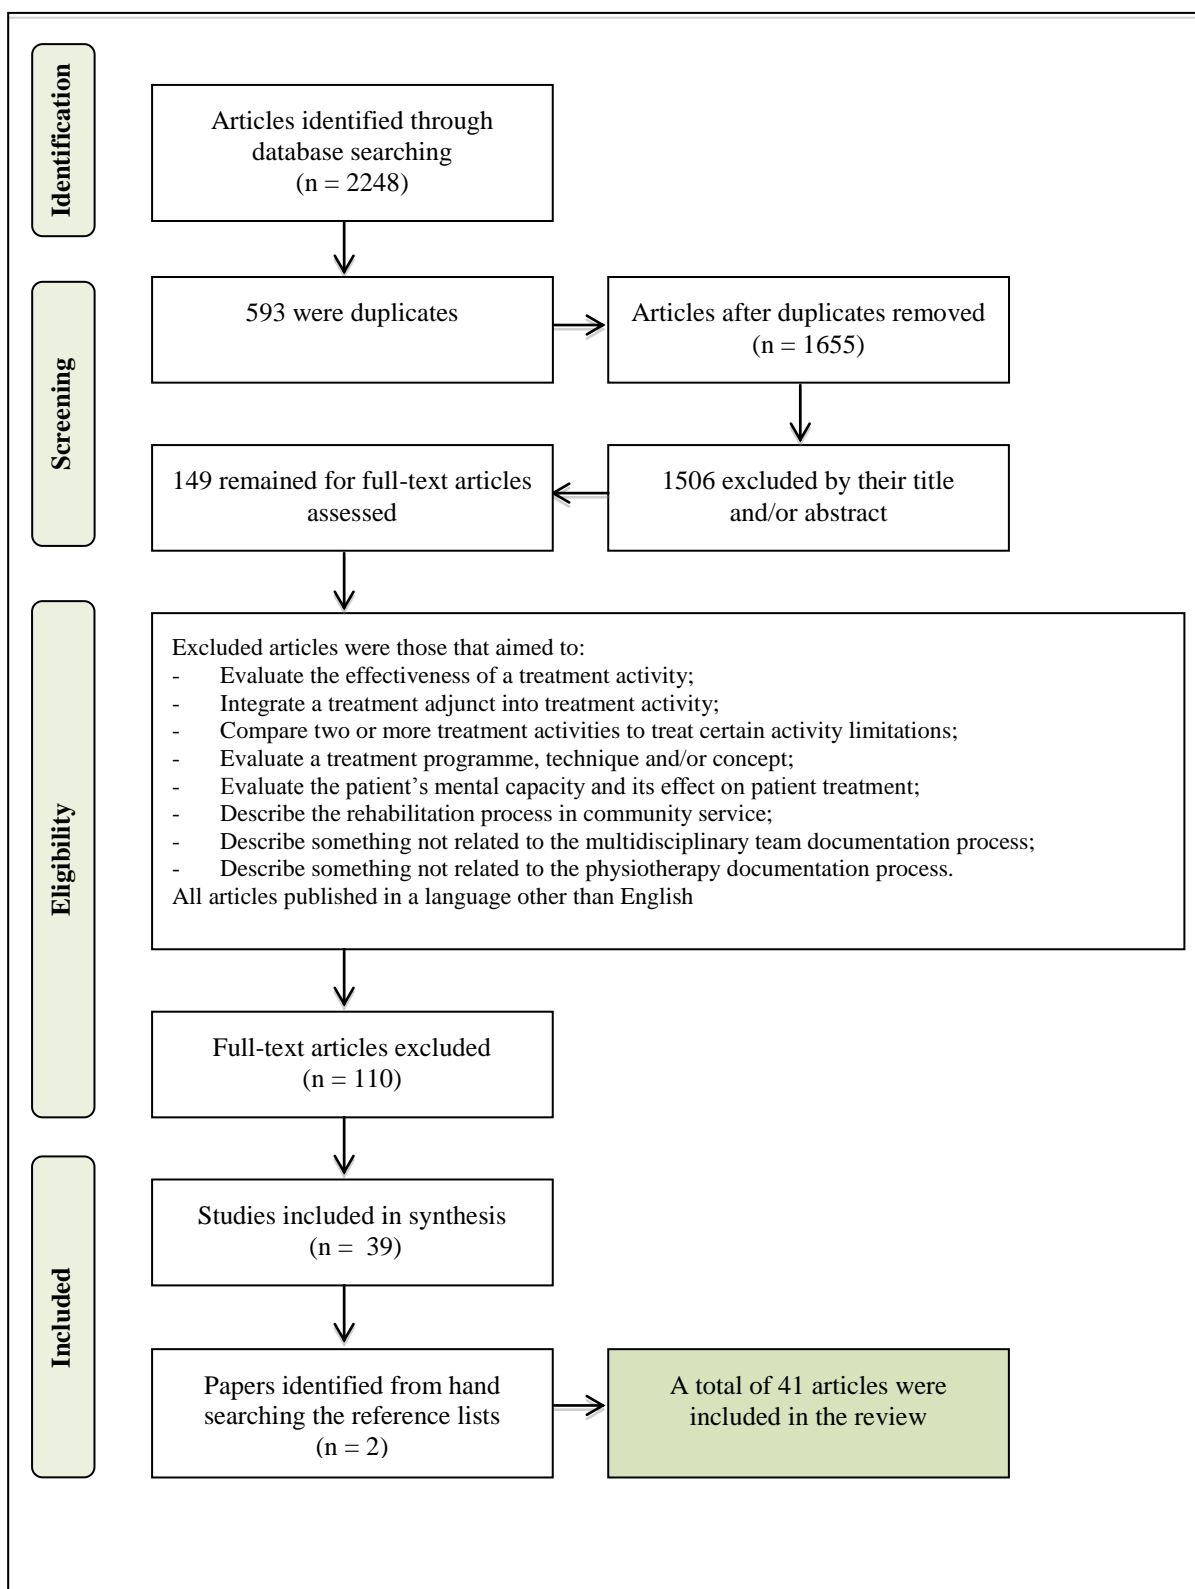 Identification
Articles identified through
database searching
(n = 2248)
Screening
593 were duplicates
Articles after duplicates removed
(n = 1655)
149 remained for full-text articles
assessed
1506 excluded by their title
and/or abstract
Eligibility
Excluded articles were those that aimed to:
- Evaluate the effectiveness of a treatment activity;
- Integrate a treatment adjunct into treatment activity;
- Compare two or more treatment activities to treat certain activity limitations;
- Evaluate a treatment programme, technique and/or concept;
- Evaluate the patient’s mental capacity and its effect on patient treatment;
- Describe the rehabilitation process in community service;
- Describe something not related to the multidisciplinary team documentation process;
- Describe something not related to the physiotherapy documentation process.
All articles published in a language other than English
Full-text articles excluded
(n = 110)
Included
Studies included in synthesis
(n = 39)
Papers identified from hand
searching the reference lists
(n = 2)
A total of 41 articles were
included in the review